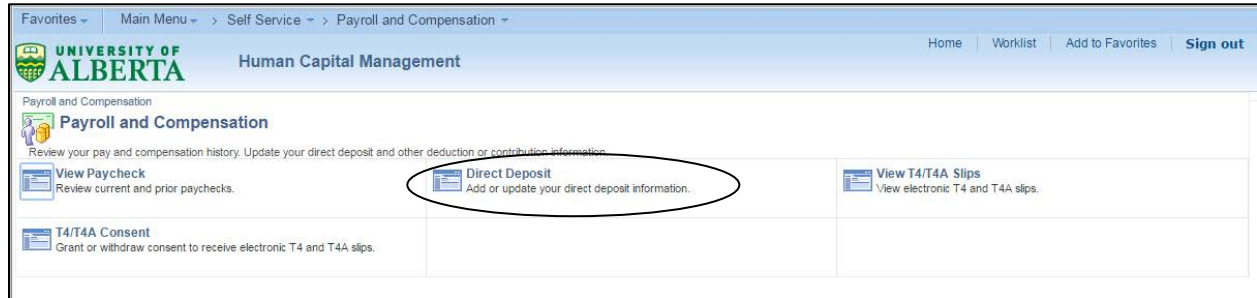 Favorites Main Menu > Self Service > Payroll and Compensation
Home Worklist Add to Favorites Sign out
UNIVERSITY OF
ALBERTA
Human Capital Management
Payroll and Compensation
Payroll and Compensation
Review your pay and compensation history. Update your direct deposit and other deduction or contribution information.
View Paycheck
Review current and prior paychecks.
Direct Deposit
Add or update your direct deposit information.
View T4/T4A Slips
View electronic T4 and T4A slips.
T4/T4A Consent
Grant or withdraw consent to receive electronic T4 and T4A slips.